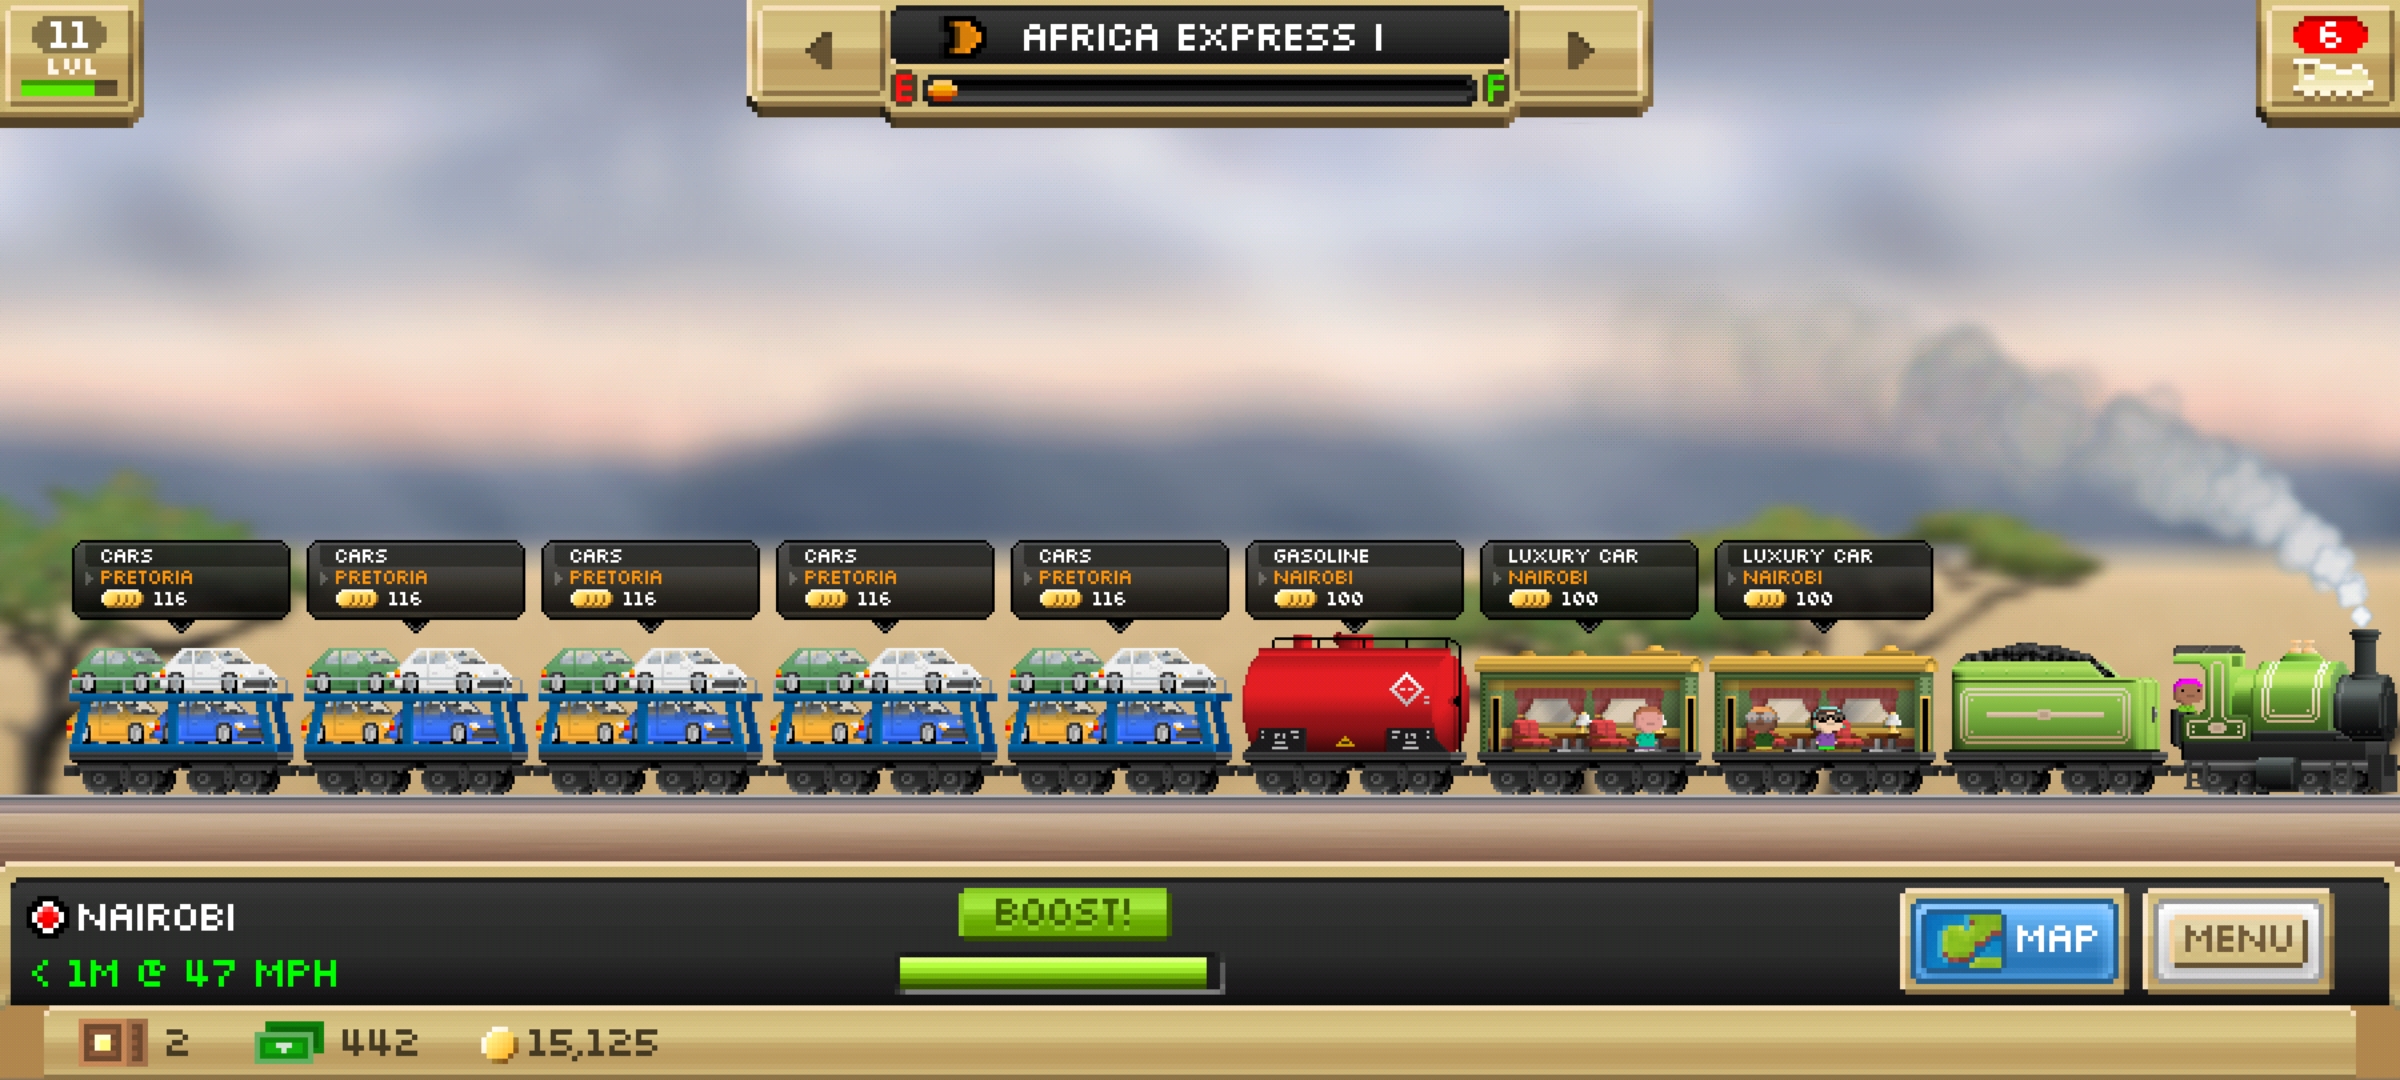 11
LVL
AFRICA EXPRESS I
E
F
6
CARS
PRETORIA
116
CARS
PRETORIA
116
CARS
PRETORIA
116
CARS
PRETORIA
116
CARS
PRETORIA
116
GASOLINE
NAIROBI
100
LUXURY CAR
NAIROBI
100
LUXURY CAR
NAIROBI
100
NAIROBI
< 1M @ 47 MPH
BOOST!
MAP
MENU
2
442
15,125